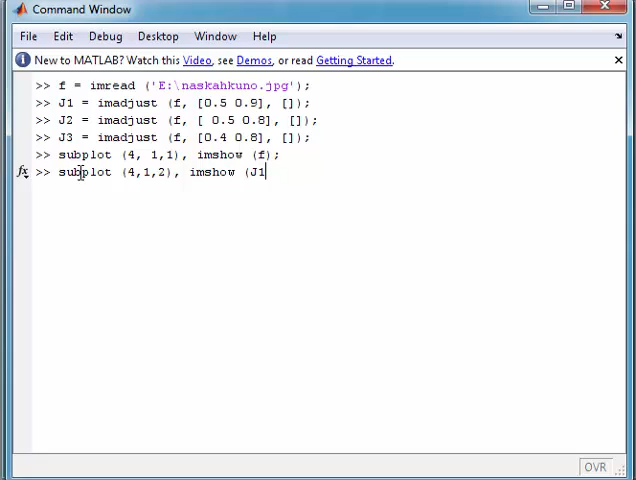 Command Window
File Edit Debug Desktop Window Help
New to MATLAB? Watch this Video, see Demos, or read Getting Started.
>> f = imread ('E:\naskahkuno.jpg');
>> J1 = imadjust (f, [0.5 0.9], []);
>> J2 = imadjust (f, [ 0.5 0.8], []);
>> J3 = imadjust (f, [0.4 0.8], []);
>> subplot (4, 1,1), imshow (f);
fx >> subplot (4,1,2), imshow (J1
OVR